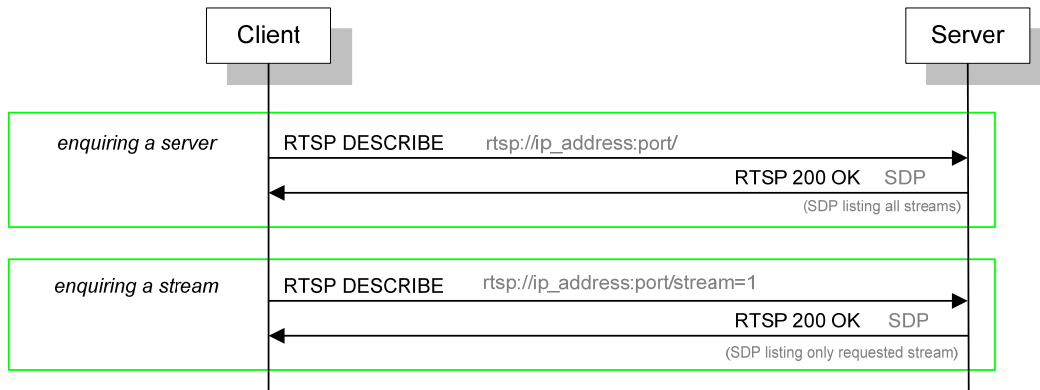 Client
Server
enquiring a server
RTSP DESCRIBE rtsp://ip_address:port/
RTSP 200 OK SDP
(SDP listing all streams)
enquiring a stream
RTSP DESCRIBE rtsp://ip_address:port/stream=1
RTSP 200 OK SDP
(SDP listing only requested stream)